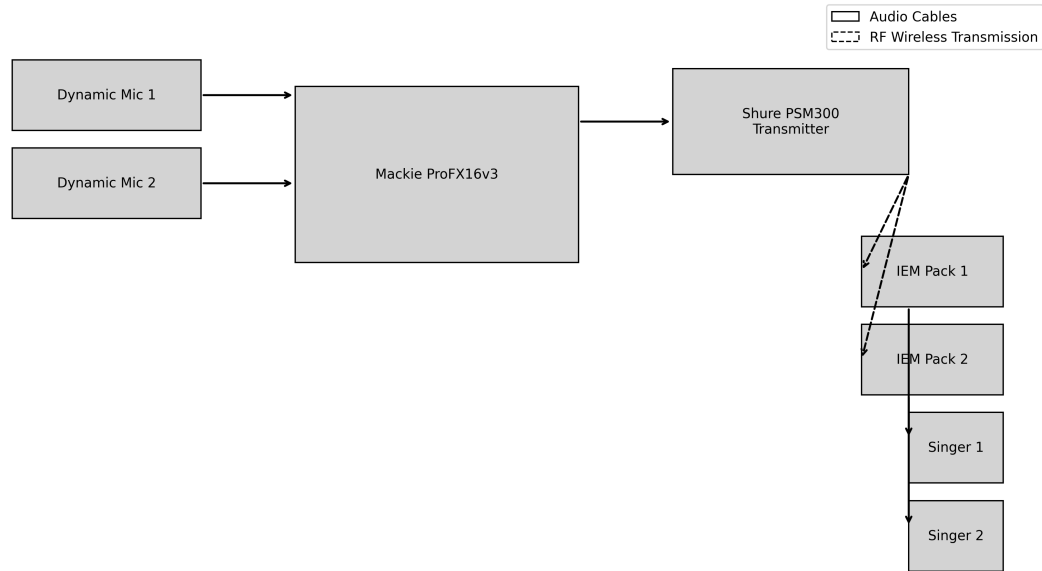 Audio Cables
RF Wireless Transmission
Dynamic Mic 1
Dynamic Mic 2
Mackie ProFX16v3
Shure PSM300
Transmitter
IEM Pack 1
IEM Pack 2
Singer 1
Singer 2